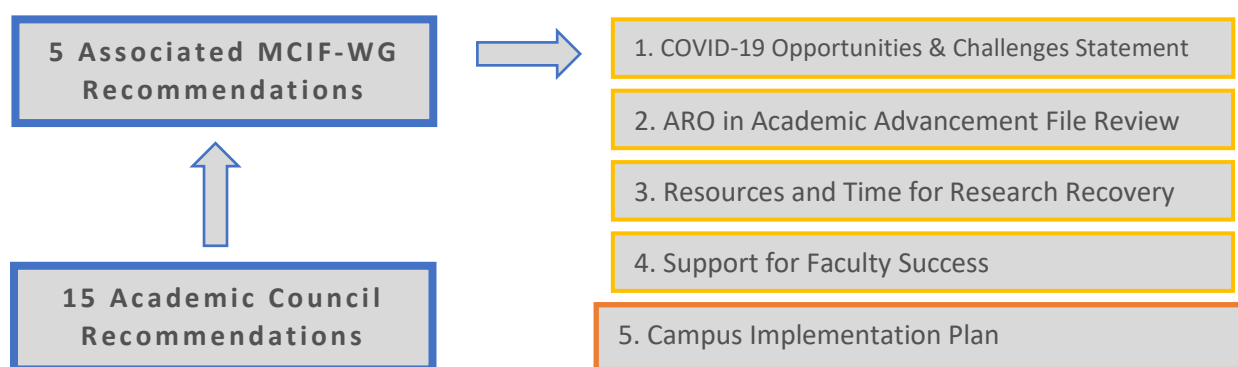 5 Associated MCIF-WG
Recommendations
15 Academic Council
Recommendations
1. COVID-19 Opportunities & Challenges Statement
2. ARO in Academic Advancement File Review
3. Resources and Time for Research Recovery
4. Support for Faculty Success
5. Campus Implementation Plan